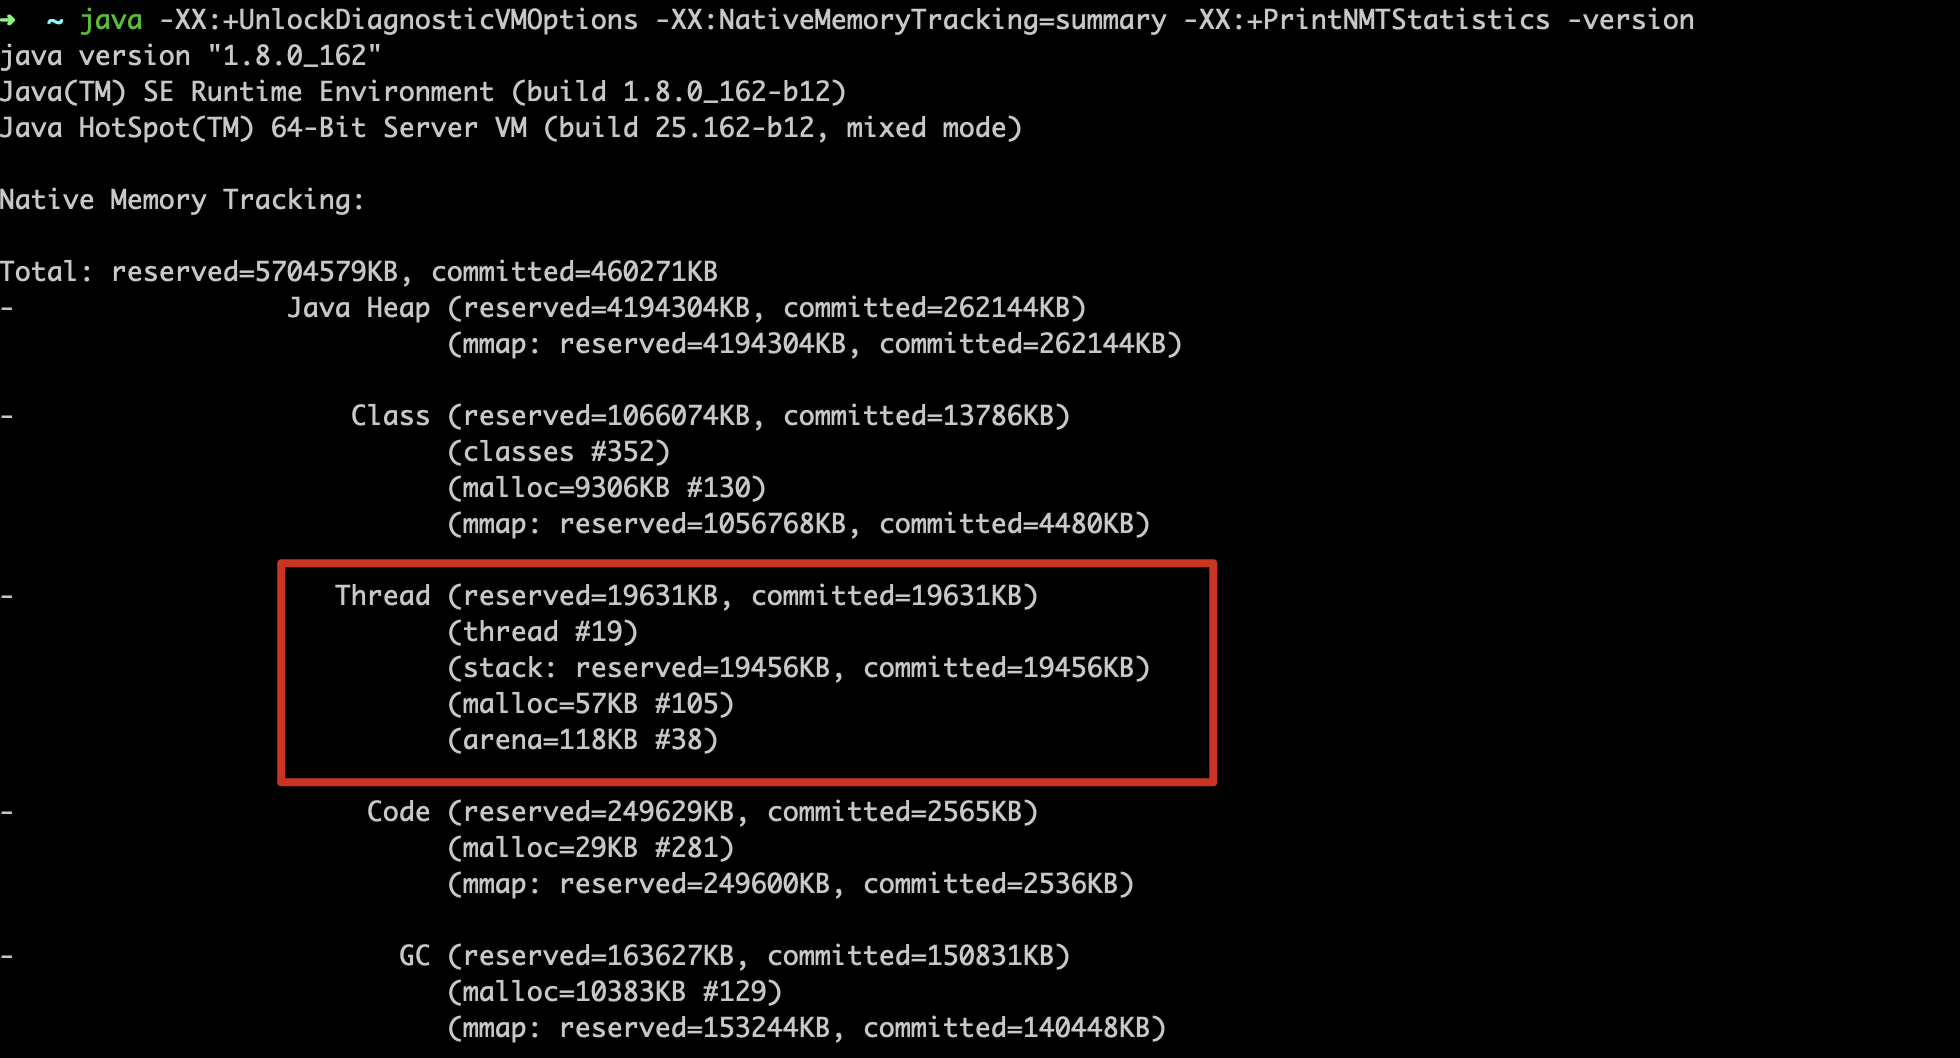 ➜  ~ java -XX:+UnlockDiagnosticVMOptions -XX:NativeMemoryTracking=summary -XX:+PrintNMTStatistics -version
java version "1.8.0_162"
Java(TM) SE Runtime Environment (build 1.8.0_162-b12)
Java HotSpot(TM) 64-Bit Server VM (build 25.162-b12, mixed mode)

Native Memory Tracking:

Total: reserved=5704579KB, committed=460271KB
-                 Java Heap (reserved=4194304KB, committed=262144KB)
                            (mmap: reserved=4194304KB, committed=262144KB)

-                     Class (reserved=1066074KB, committed=13786KB)
                            (classes #352)
                            (malloc=9306KB #130)
                            (mmap: reserved=1056768KB, committed=4480KB)

-                    Thread (reserved=19631KB, committed=19631KB)
                            (thread #19)
                            (stack: reserved=19456KB, committed=19456KB)
                            (malloc=57KB #105)
                            (arena=118KB #38)

-                      Code (reserved=249629KB, committed=2565KB)
                            (malloc=29KB #281)
                            (mmap: reserved=249600KB, committed=2536KB)

-                        GC (reserved=163627KB, committed=150831KB)
                            (malloc=10383KB #129)
                            (mmap: reserved=153244KB, committed=140448KB)